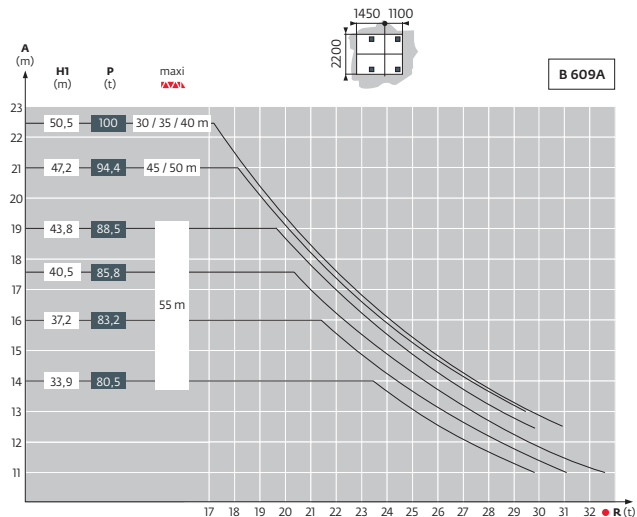 1450 1100
2200
B 609A
A
(m)
H1
(m)
P
(t)
maxi
23
50,5 100 30 / 35 / 40 m
22
21 47,2 94,4 45 / 50 m
20
19 43,8 88,5
18
40,5 85,8
17
55 m
16 37,2 83,2
15
14 33,9 80,5
13
12
11
17 18 19 20 21 22 23 24 25 26 27 28 29 30 31 32 R (t)